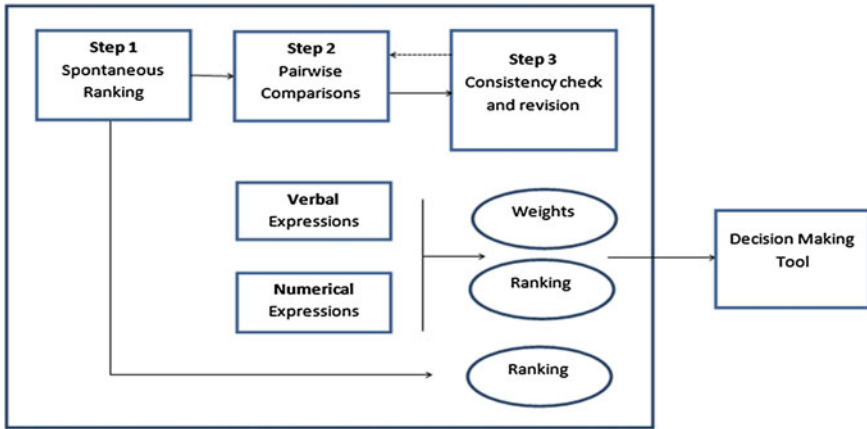 Step 1
Spontaneous
Ranking
Step 2
Pairwise
Comparisons
Step 3
Consistency check
and revision
Verbal
Expressions
Numerical
Expressions
Weights
Ranking
Ranking
Decision Making
Tool